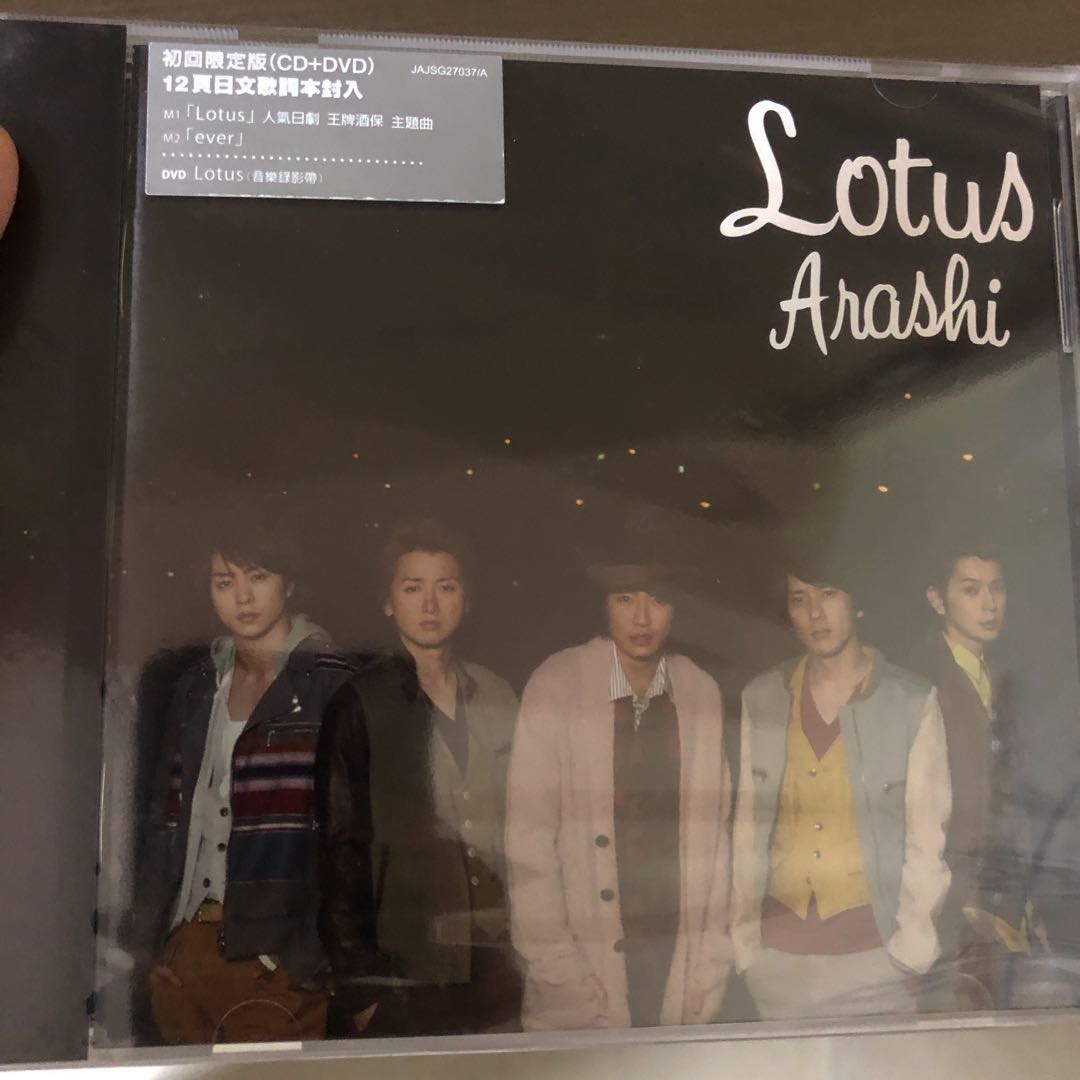 初回限定版(CD+DVD)
JAJSG27037/A
12頁日文歌詞本封入
M1「Lotus」人氣日劇 王牌酒保 主題曲
M2「ever」
DVD Lotus(音樂錄影帶)
Lotus
Arashi